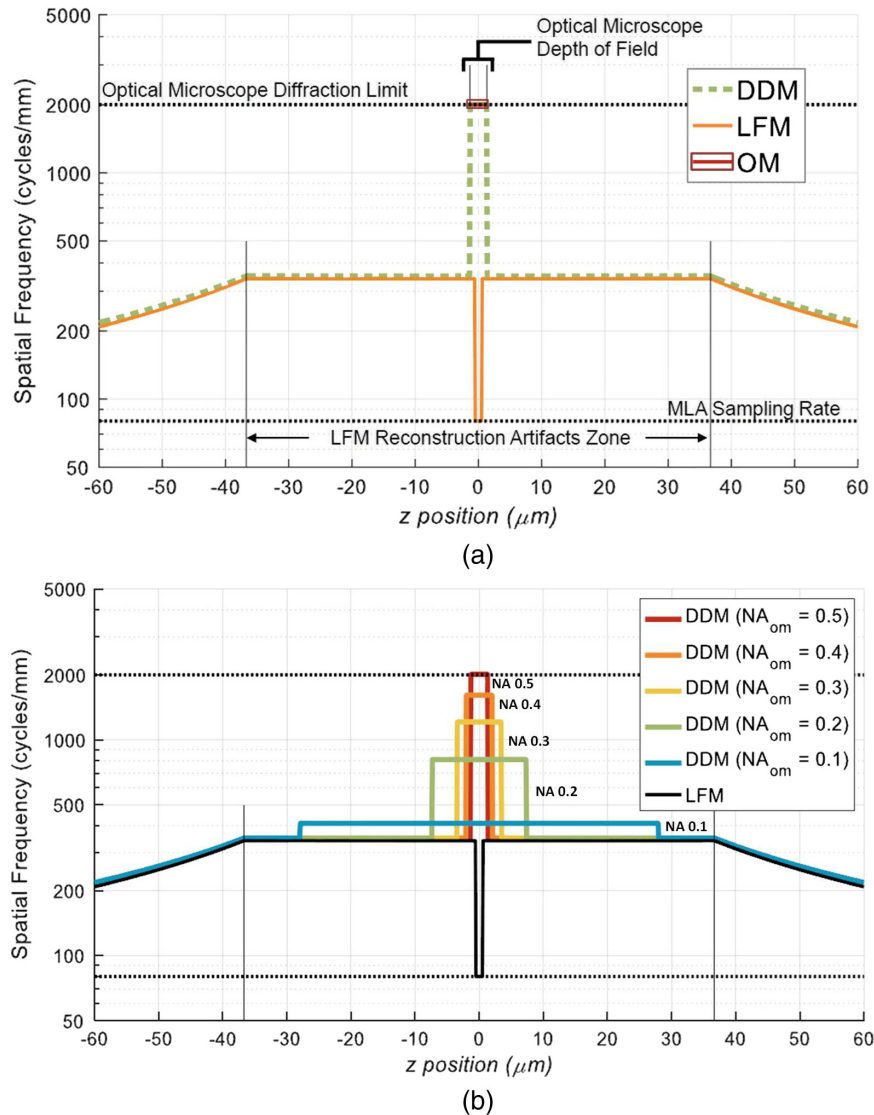 5000
2000
1000
500
200
100
50
Spatial Frequency (cycles/mm)
Optical Microscope
Depth of Field
Optical Microscope Diffraction Limit
DDM
LFM
OM
MLA Sampling Rate
LFM Reconstruction Artifacts Zone
-60 -50 -40 -30 -20 -10 0 10 20 30 40 50 60
z position (μm)
(a)
5000
2000
1000
500
200
100
50
Spatial Frequency (cycles/mm)
DDM (NAom = 0.5)
DDM (NAom = 0.4)
DDM (NAom = 0.3)
DDM (NAom = 0.2)
DDM (NAom = 0.1)
LFM
NA 0.5
NA 0.4
NA 0.3
NA 0.2
NA 0.1
-60 -50 -40 -30 -20 -10 0 10 20 30 40 50 60
z position (μm)
(b)